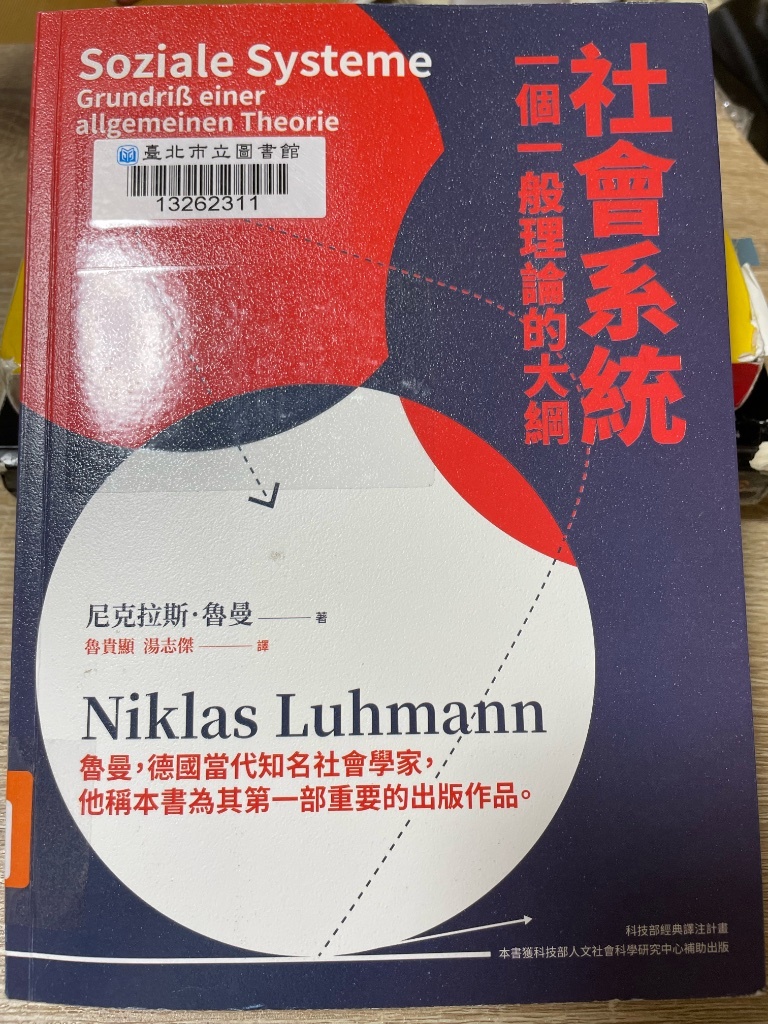 Soziale Systeme
Grundriß einer
allgemeinen Theorie
臺北市立圖書館
13262311
社會系統
一個一般理論的大綱
尼克拉斯·魯曼——著
魯貴顯 湯志傑——譯
Niklas Luhmann
魯曼，德國當代知名社會學家，
他稱本書為其第一部重要的出版作品。
科技部經典譯注計畫
本書獲科技部人文社會科學研究中心補助出版